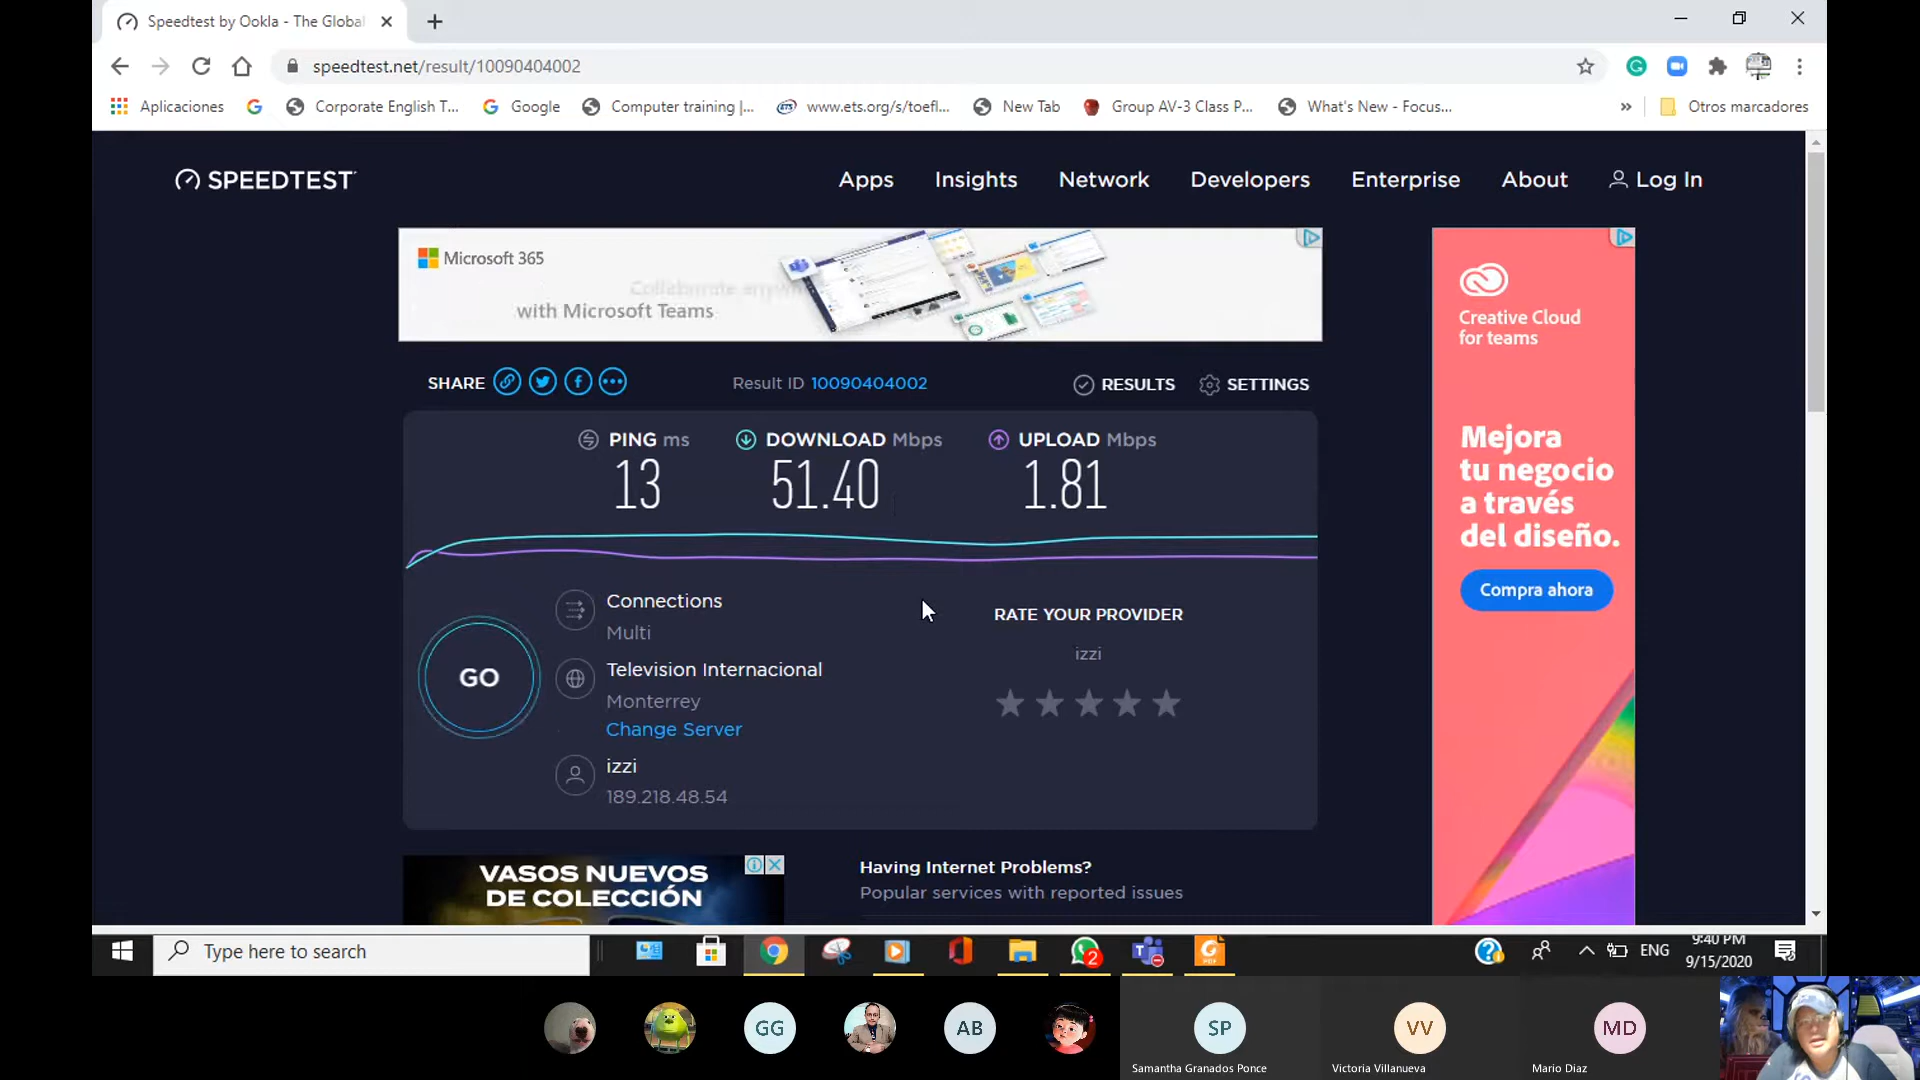 Speedtest by Ookla - The Global
speedtest.net/result/10090404002
Aplicaciones
Corporate English T...
Google
Computer training |...
www.ets.org/s/toefl...
New Tab
Group AV-3 Class P...
What's New - Focus...
»
Otros marcadores
SPEEDTEST
Apps
Insights
Network
Developers
Enterprise
About
Log In
Microsoft 365
with Microsoft Teams
Creative Cloud
for teams
Mejora
tu negocio
a través
del diseño.
Compra ahora
SHARE
Result ID 10090404002
RESULTS
SETTINGS
PING ms
DOWNLOAD Mbps
UPLOAD Mbps
13
51.40
1.81
GO
Connections
Multi
Television Internacional
Monterrey
Change Server
izzi
189.218.48.54
RATE YOUR PROVIDER
izzi
VASOS NUEVOS
DE COLECCIÓN
Having Internet Problems?
Popular services with reported issues
Type here to search
2
ENG
9:40 PM
9/15/2020
GG
AB
SP
VV
MD
Samantha Granados Ponce
Victoria Villanueva
Mario Diaz